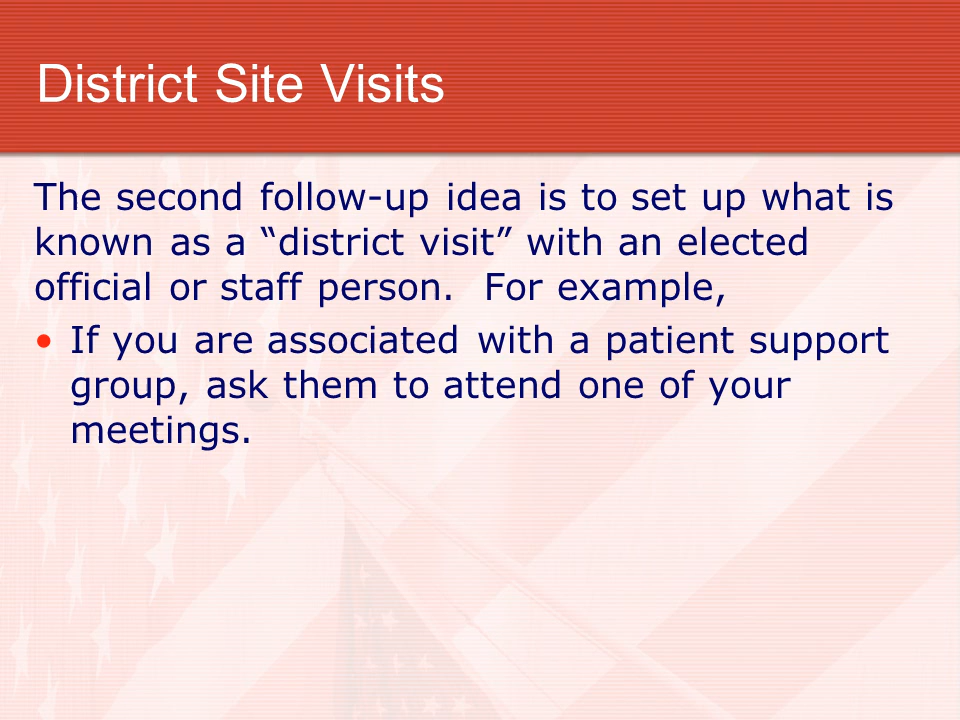 District Site Visits
The second follow-up idea is to set up what is
known as a “district visit” with an elected
official or staff person.  For example,
• If you are associated with a patient support
group, ask them to attend one of your
meetings.